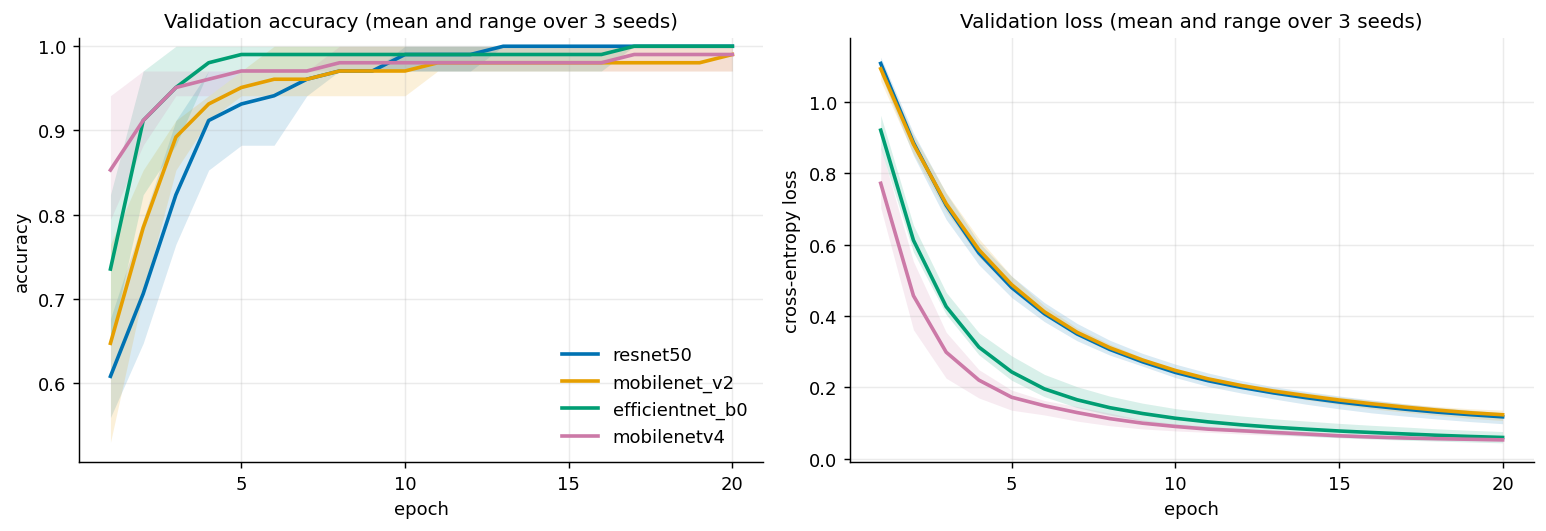 Validation accuracy (mean and range over 3 seeds)
1.0
0.9
0.8
0.7
0.6
accuracy
5
10
15
20
epoch
resnet50
mobilenet_v2
efficientnet_b0
mobilenetv4
Validation loss (mean and range over 3 seeds)
1.0
0.8
0.6
0.4
0.2
0.0
cross-entropy loss
5
10
15
20
epoch